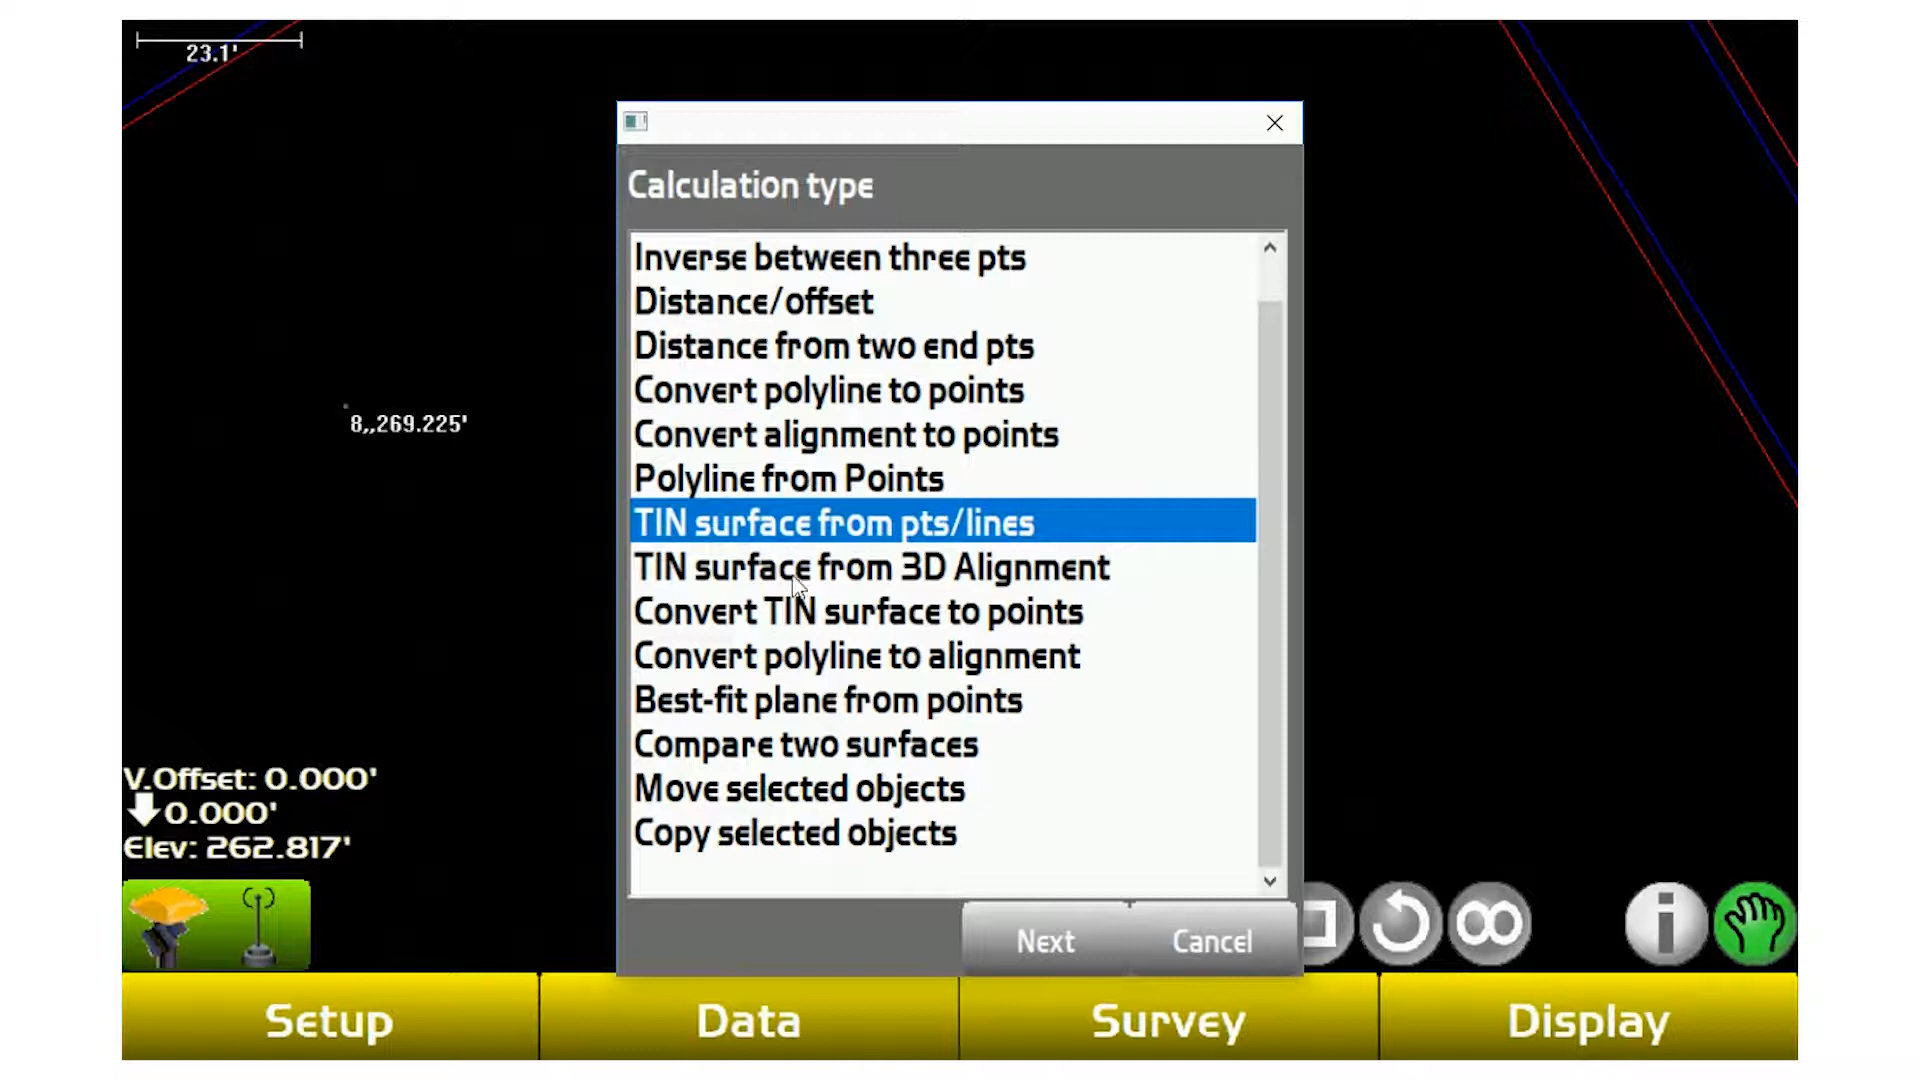 23.1'
Calculation type
Inverse between three pts
Distance/offset
Distance from two end pts
Convert polyline to points
Convert alignment to points
Polyline from Points
TIN surface from pts/lines
TIN surface from 3D Alignment
Convert TIN surface to points
Convert polyline to alignment
Best-fit plane from points
Compare two surfaces
Move selected objects
Copy selected objects
8,,269.225'
V.Offset: 0.000'
0.000'
Elev: 262.817'
Next
Cancel
Setup
Data
Survey
Display